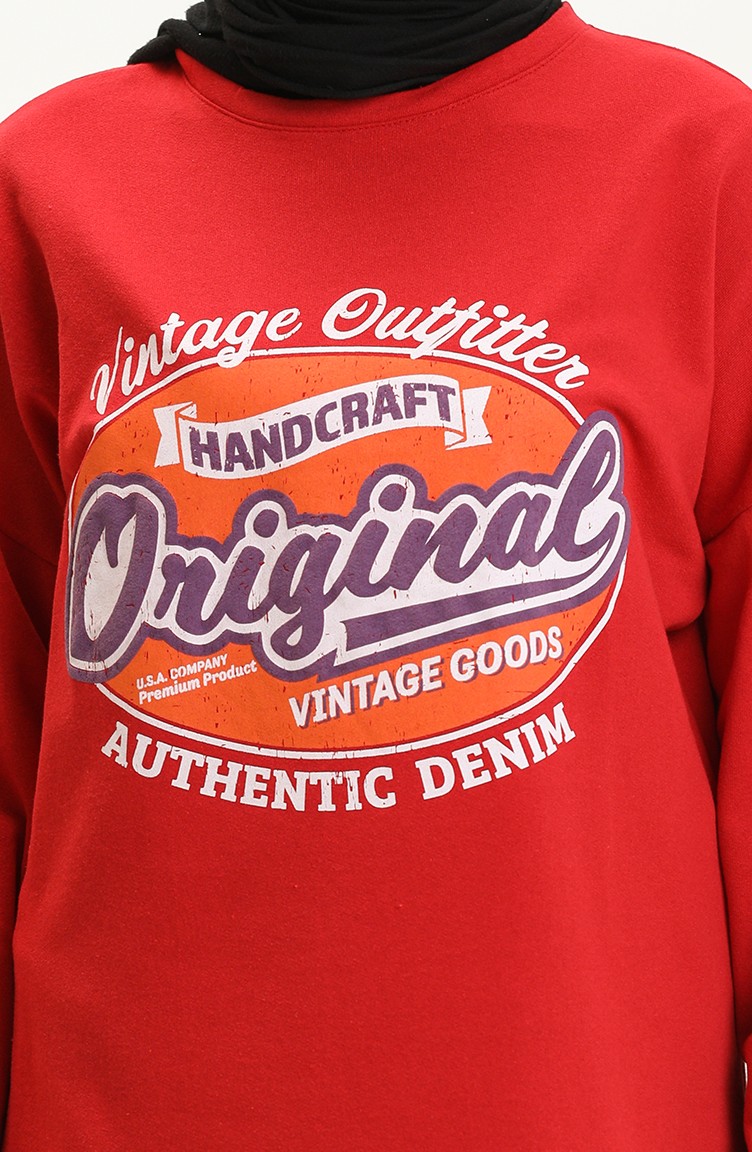 Vintage Outfitter
HANDCRAFT
Original
U.S.A. COMPANY
Premium Product
VINTAGE GOODS
AUTHENTIC DENIM